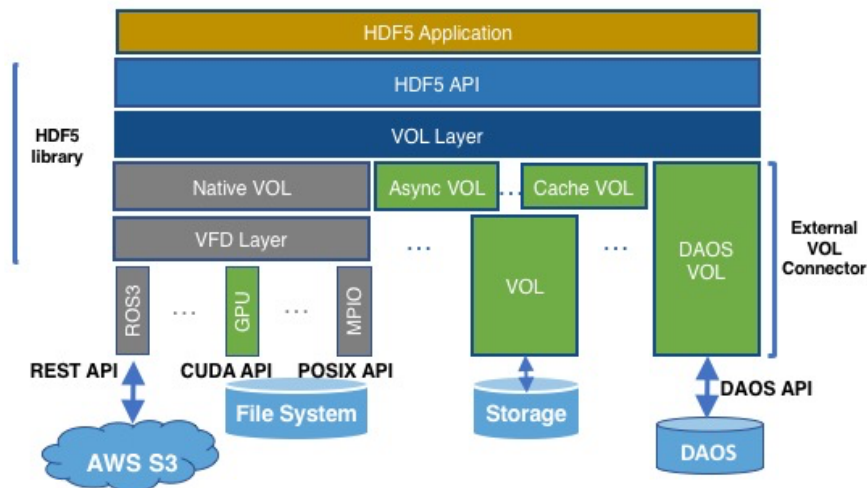 HDF5 Application
HDF5 API
HDF5
library
VOL Layer
Native VOL
Async VOL
...
Cache VOL
VFD Layer
...
...
DAOS
VOL
External
VOL
Connector
ROS3
...
GPU
...
MPIO
VOL
REST API
CUDA API
POSIX API
DAOS API
File System
Storage
AWS S3
DAOS